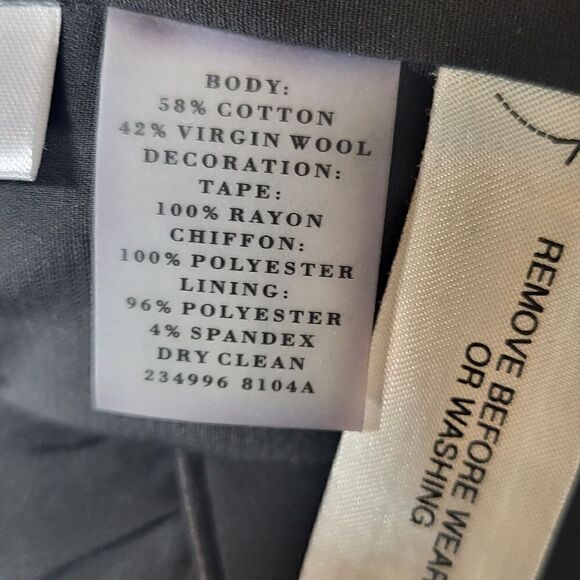 BODY:
58% COTTON
42% VIRGIN WOOL
DECORATION:
TAPE:
100% RAYON
CHIFFON:
100% POLYESTER
LINING:
96% POLYESTER
4% SPANDEX
DRY CLEAN
234996 8104A
REMOVE BEFORE WEAR
OR WASHING